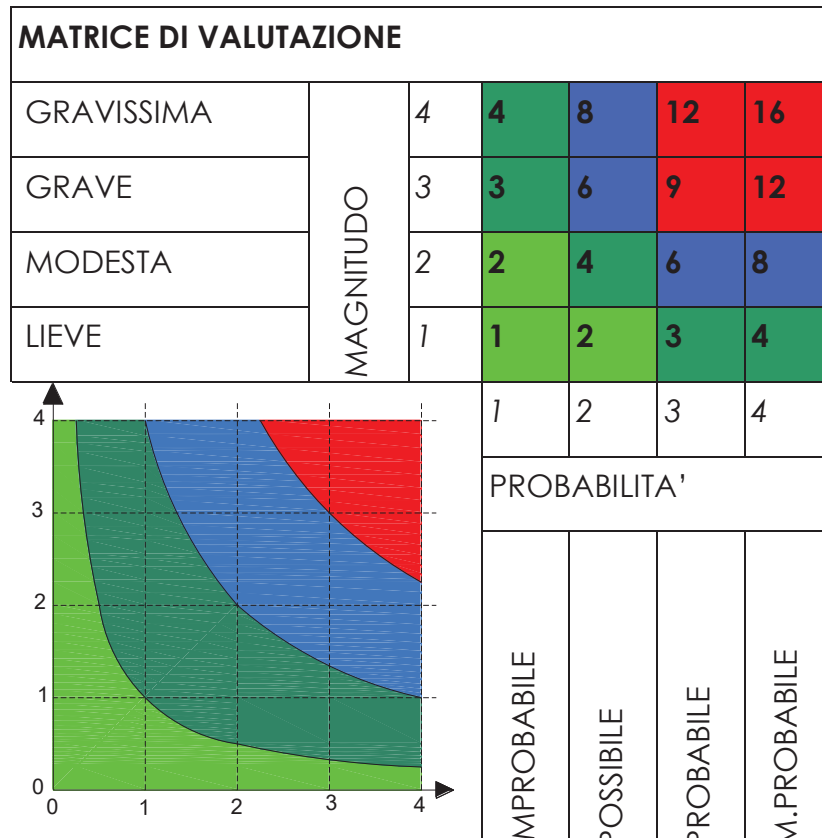 MATRICE DI VALUTAZIONE
GRAVISSIMA 4 4 8 12 16
GRAVE 3 3 6 9 12
MODESTA 2 2 4 6 8
LIEVE 1 1 2 3 4
MAGNITUDO
1 2 3 4
PROBABILITA'
MPROBABILE
POSSIBILE
PROBABILE
M.PROBABILE
4
3
2
1
0
0 1 2 3 4